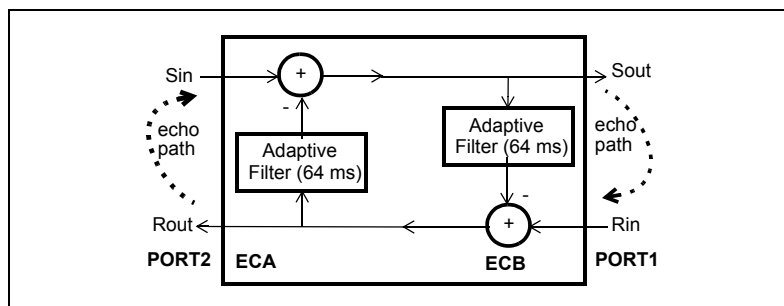 Sin
+
Sout
-
echo
path
Adaptive
Filter (64 ms)
Adaptive
Filter (64 ms)
echo
path
-
Rout
+
Rin
PORT2
ECA
ECB
PORT1